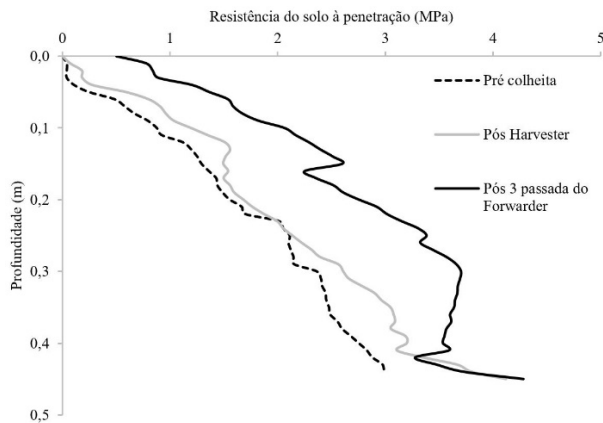 Resistência do solo à penetração (MPa)
0 1 2 3 4 5
0,0
0,1
0,2
0,3
0,4
0,5
Profundidade (m)
Pré colheita
Pós Harvester
Pós 3 passada do
Forwarder